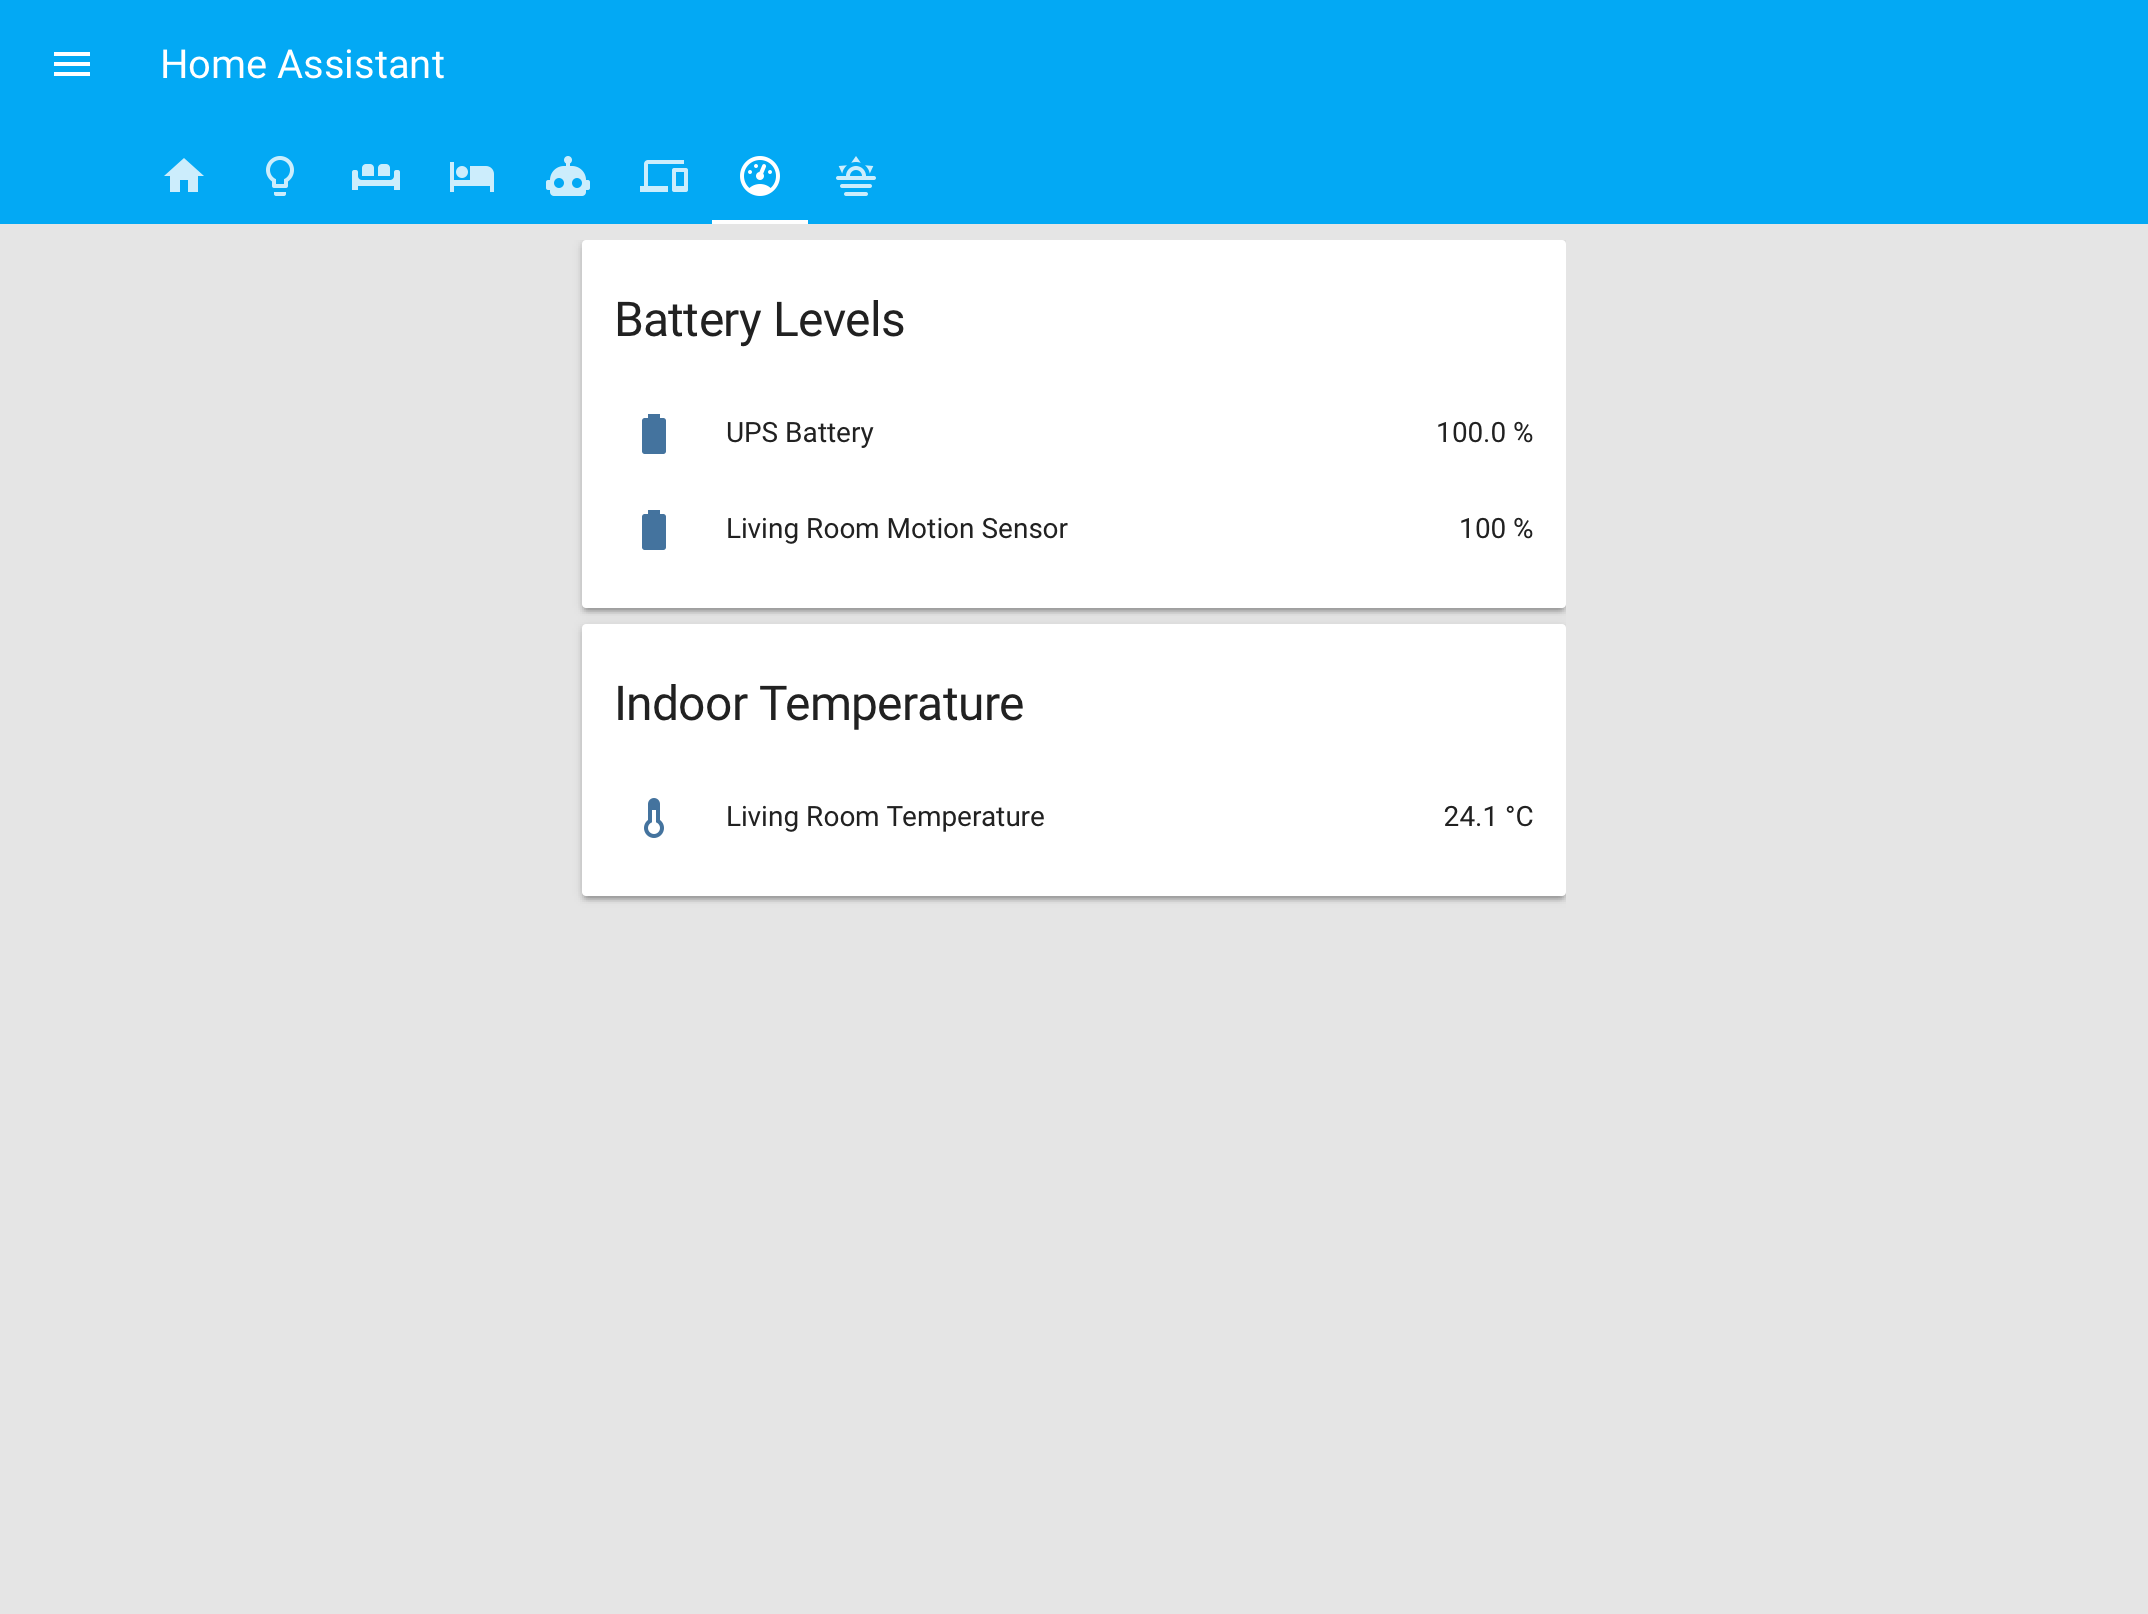 Home Assistant
Battery Levels
UPS Battery 100.0 %
Living Room Motion Sensor 100 %
Indoor Temperature
Living Room Temperature 24.1 °C